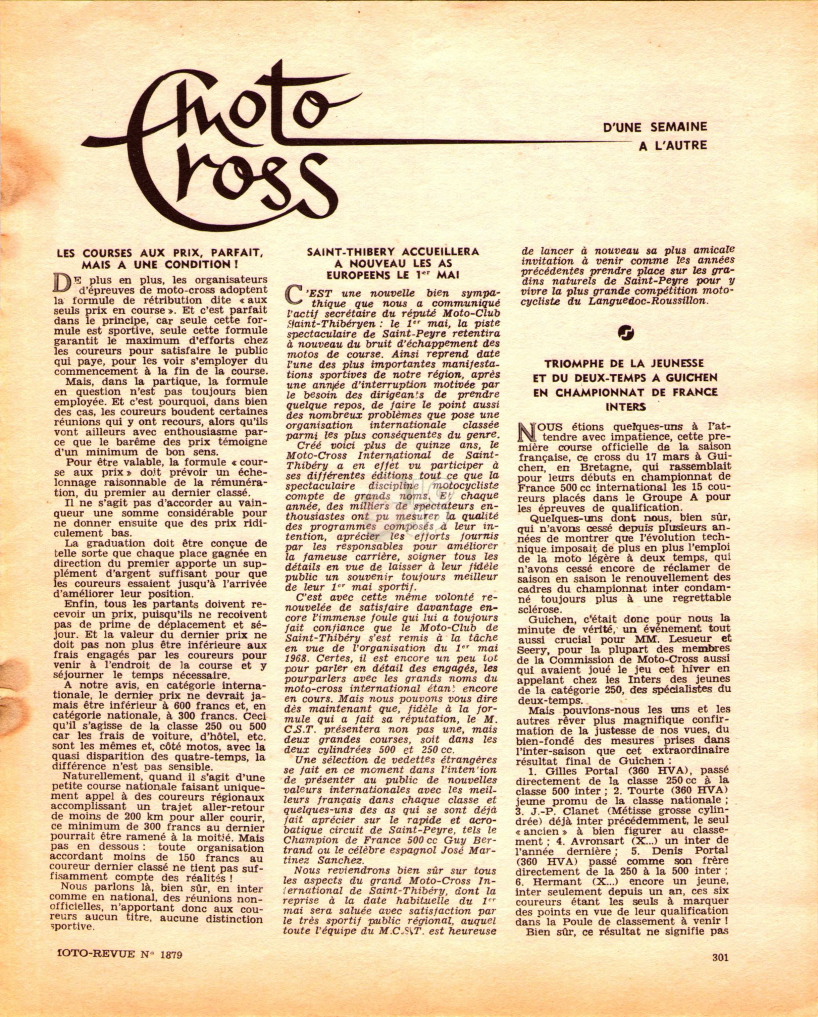 moto
cross
D'UNE SEMAINE
A L'AUTRE
LES COURSES AUX PRIX, PARFAIT,
MAIS A UNE CONDITION !
DE plus en plus, les organisateurs
d'épreuves de moto-cross adoptent
la formule de rétribution dite « aux
seuls prix en course ». Et c'est parfait
dans le principe, car seule cette for-
mule est sportive, seule cette formule
garantit le maximum d'efforts chez
les coureurs pour satisfaire le public
qui paye, pour les voir s'employer du
commencement à la fin de la course.
Mais, dans la partique, la formule
en question n'est pas toujours bien
employée. Et c'est pourquoi, dans bien
des cas, les coureurs boudent certaines
réunions qui y ont recours, alors qu'ils
vont ailleurs avec enthousiasme par-
ce que le barême des prix témoigne
d'un minimum de bon sens.
Pour être valable, la formule « cour-
se aux prix » doit prévoir un éche-
lonnage raisonnable de la rémunéra-
tion, du premier au dernier classé.
Il ne s'agit pas d'accorder au vain-
queur une somme considérable pour
ne donner ensuite que des prix ridi-
culement bas.
La graduation doit être conçue de
telle sorte que chaque place gagnée en
direction du premier apporte un sup-
plément d'argent suffisant pour que
les coureurs essaient jusqu'à l'arrivée
d'améliorer leur position.
Enfin, tous les partants doivent re-
cevoir un prix, puisqu'ils ne recoivent
pas de prime de déplacement et sé-
jour. Et la valeur du dernier prix ne
doit pas non plus être inférieure aux
frais engagés par les coureurs pour
venir à l'endroit de la course et y
séjourner le temps nécessaire.
A notre avis, en catégorie interna-
tionale, le dernier prix ne devrait ja-
mais être inférieur à 600 francs et, en
catégorie nationale, à 300 francs. Ceci
qu'il s'agisse de la classe 250 ou 500
car les frais de voiture, d'hôtel, etc.
sont les mêmes et, côté motos, avec la
quasi disparition des quatre-temps, la
différence n'est pas sensible.
Naturellement, quand il s'agit d'une
petite course nationale faisant unique-
ment appel à des coureurs régionaux
accomplissant un trajet aller-retour
de moins de 200 km pour aller courir,
ce minimum de 300 francs au dernier
pourrait être ramené à la moitié. Mais
pas en dessous : toute organisation
accordant moins de 150 francs au
coureur dernier classé ne tient pas suf-
fisamment compte des réalités !
Nous parlons là, bien sûr, en inter
comme en national, des réunions non-
officielles, n'apportant donc aux cou-
reurs aucun titre, aucune distinction
sportive.
SAINT-THIBERY ACCUEILLERA
A NOUVEAU LES AS
EUROPEENS LE 1er MAI
C'EST une nouvelle bien sympa-
thique que nous a communiqué
l'actif secrétaire du réputé Moto-Club
Saint-Thibéryen : le 1er mai, la piste
spectaculaire de Saint-Peyre retentira
à nouveau du bruit d'échappement des
motos de course. Ainsi reprend date
l'une des plus importantes manifesta-
tions sportives de notre région, après
une année d'interruption motivée par
le besoin des dirigeants de prendre
quelque repos, de faire le point aussi
des nombreux problèmes que pose une
organisation internationale classée
parmi les plus conséquentes du genre.
Créé voici plus de quinze ans, le
Moto-Cross International de Saint-
Thibéry a en effet vu participer à
ses différentes éditions tout ce que la
spectaculaire discipline motocycliste
compte de grands noms. Et chaque
année, des milliers de spectateurs en-
thousiastes ont pu mesurer la qualité
des programmes composés à leur in-
tention, aprécier les efforts fournis
par les responsables pour améliorer
la fameuse carrière, soigner tous les
détails en vue de laisser à leur fidèle
public un souvenir toujours meilleur
de leur 1er mai sportif.
C'est avec cette même volonté re-
nouvelée de satisfaire davantage en-
core l'immense foule qui lui a toujours
fait confiance que le Moto-Club de
Saint-Thibéry s'est remis à la tâche
en vue de l'organisation du 1er mai
1968. Certes, il est encore un peu tot
pour parler en détail des engagés, les
pourparlers avec les grands noms du
moto-cross international étant encore
en cours. Mais nous pouvons vous dire
dès maintenant que, fidèle à la for-
mule qui a fait sa réputation, le M.
C.S.T. présentera non pas une, mais
deux grandes courses, soit dans les
deux cylindrées 500 et 250 cc.
Une sélection de vedettes étrangères
se fait en ce moment dans l'intention
de présenter au public de nouvelles
valeurs internationales avec les meil-
leurs français dans chaque classe et
quelques-uns des as qui se sont déjà
fait aprécier sur le rapide et acro-
batique circuit de Saint-Peyre, tels le
Champion de France 500 cc Guy Ber-
trand ou le célèbre espagnol José Mar-
tinez Sanchez.
Nous reviendrons bien sûr sur tous
les aspects du grand Moto-Cross In-
ternational de Saint-Thibéry, dont la
reprise à la date habituelle du 1er
mai sera saluée avec satisfaction par
le très sportif public régional, auquel
toute l'équipe du M.C.S.T. est heureuse
de lancer à nouveau sa plus amicale
invitation à venir comme les années
précédentes prendre place sur les gra-
dins naturels de Saint-Peyre pour y
vivre la plus grande compétition moto-
cycliste du Languedoc-Roussillon.
TRIOMPHE DE LA JEUNESSE
ET DU DEUX-TEMPS A GUICHEN
EN CHAMPIONNAT DE FRANCE
INTERS
NOUS étions quelques-uns à l'at-
tendre avec impatience, cette pre-
mière course officielle de la saison
française, ce cross du 17 mars à Gui-
chen, en Bretagne, qui rassemblait
pour leurs débuts en championnat de
France 500 cc international les 15 cou-
reurs placés dans le Groupe A pour
les épreuves de qualification.
Quelques-uns dont nous, bien sûr,
qui n'avons cessé depuis plusieurs an-
nées de montrer que l'évolution tech-
nique imposait de plus en plus l'emploi
de la moto légère à deux temps, qui
n'avons cessé encore de réclamer de
saison en saison le renouvellement des
cadres du championnat inter condam-
né toujours plus à une regrettable
sclérose.
Guichen, c'était donc pour nous la
minute de vérité, un événement tout
aussi crucial pour MM. Lesueur et
Seery, pour la plupart des membres
de la Commission de Moto-Cross aussi
qui avaient joué le jeu cet hiver en
appelant chez les Inters des jeunes
de la catégorie 250, des spécialistes du
deux-temps.
Mais pouvions-nous les uns et les
autres rêver plus magnifique confir-
mation de la justesse de nos vues, du
bien-fondé des mesures prises dans
l'inter-saison que cet extraordinaire
résultat final de Guichen :
1. Gilles Portal (360 HVA), passé
directement de la classe 250 cc à la
classe 500 inter ; 2. Tourte (360 HVA)
jeune promu de la classe nationale ;
3. J.-P. Clanet (Métisse grosse cylin-
drée) déjà inter précédemment, le seul
« ancien » à bien figurer au classe-
ment ; 4. Avronsart (X...) un inter de
l'année dernière ; 5. Denis Portal
(360 HVA) passé comme son frère
directement de la 250 à la 500 inter ;
6. Hermant (X...) encore un jeune,
inter seulement depuis un an, ces six
coureurs étant les seuls à marquer
des points en vue de leur qualification
dans la Poule de classement à venir !
Bien sûr, ce résultat ne signifie pas
IOTO-REVUE N° 1879
301